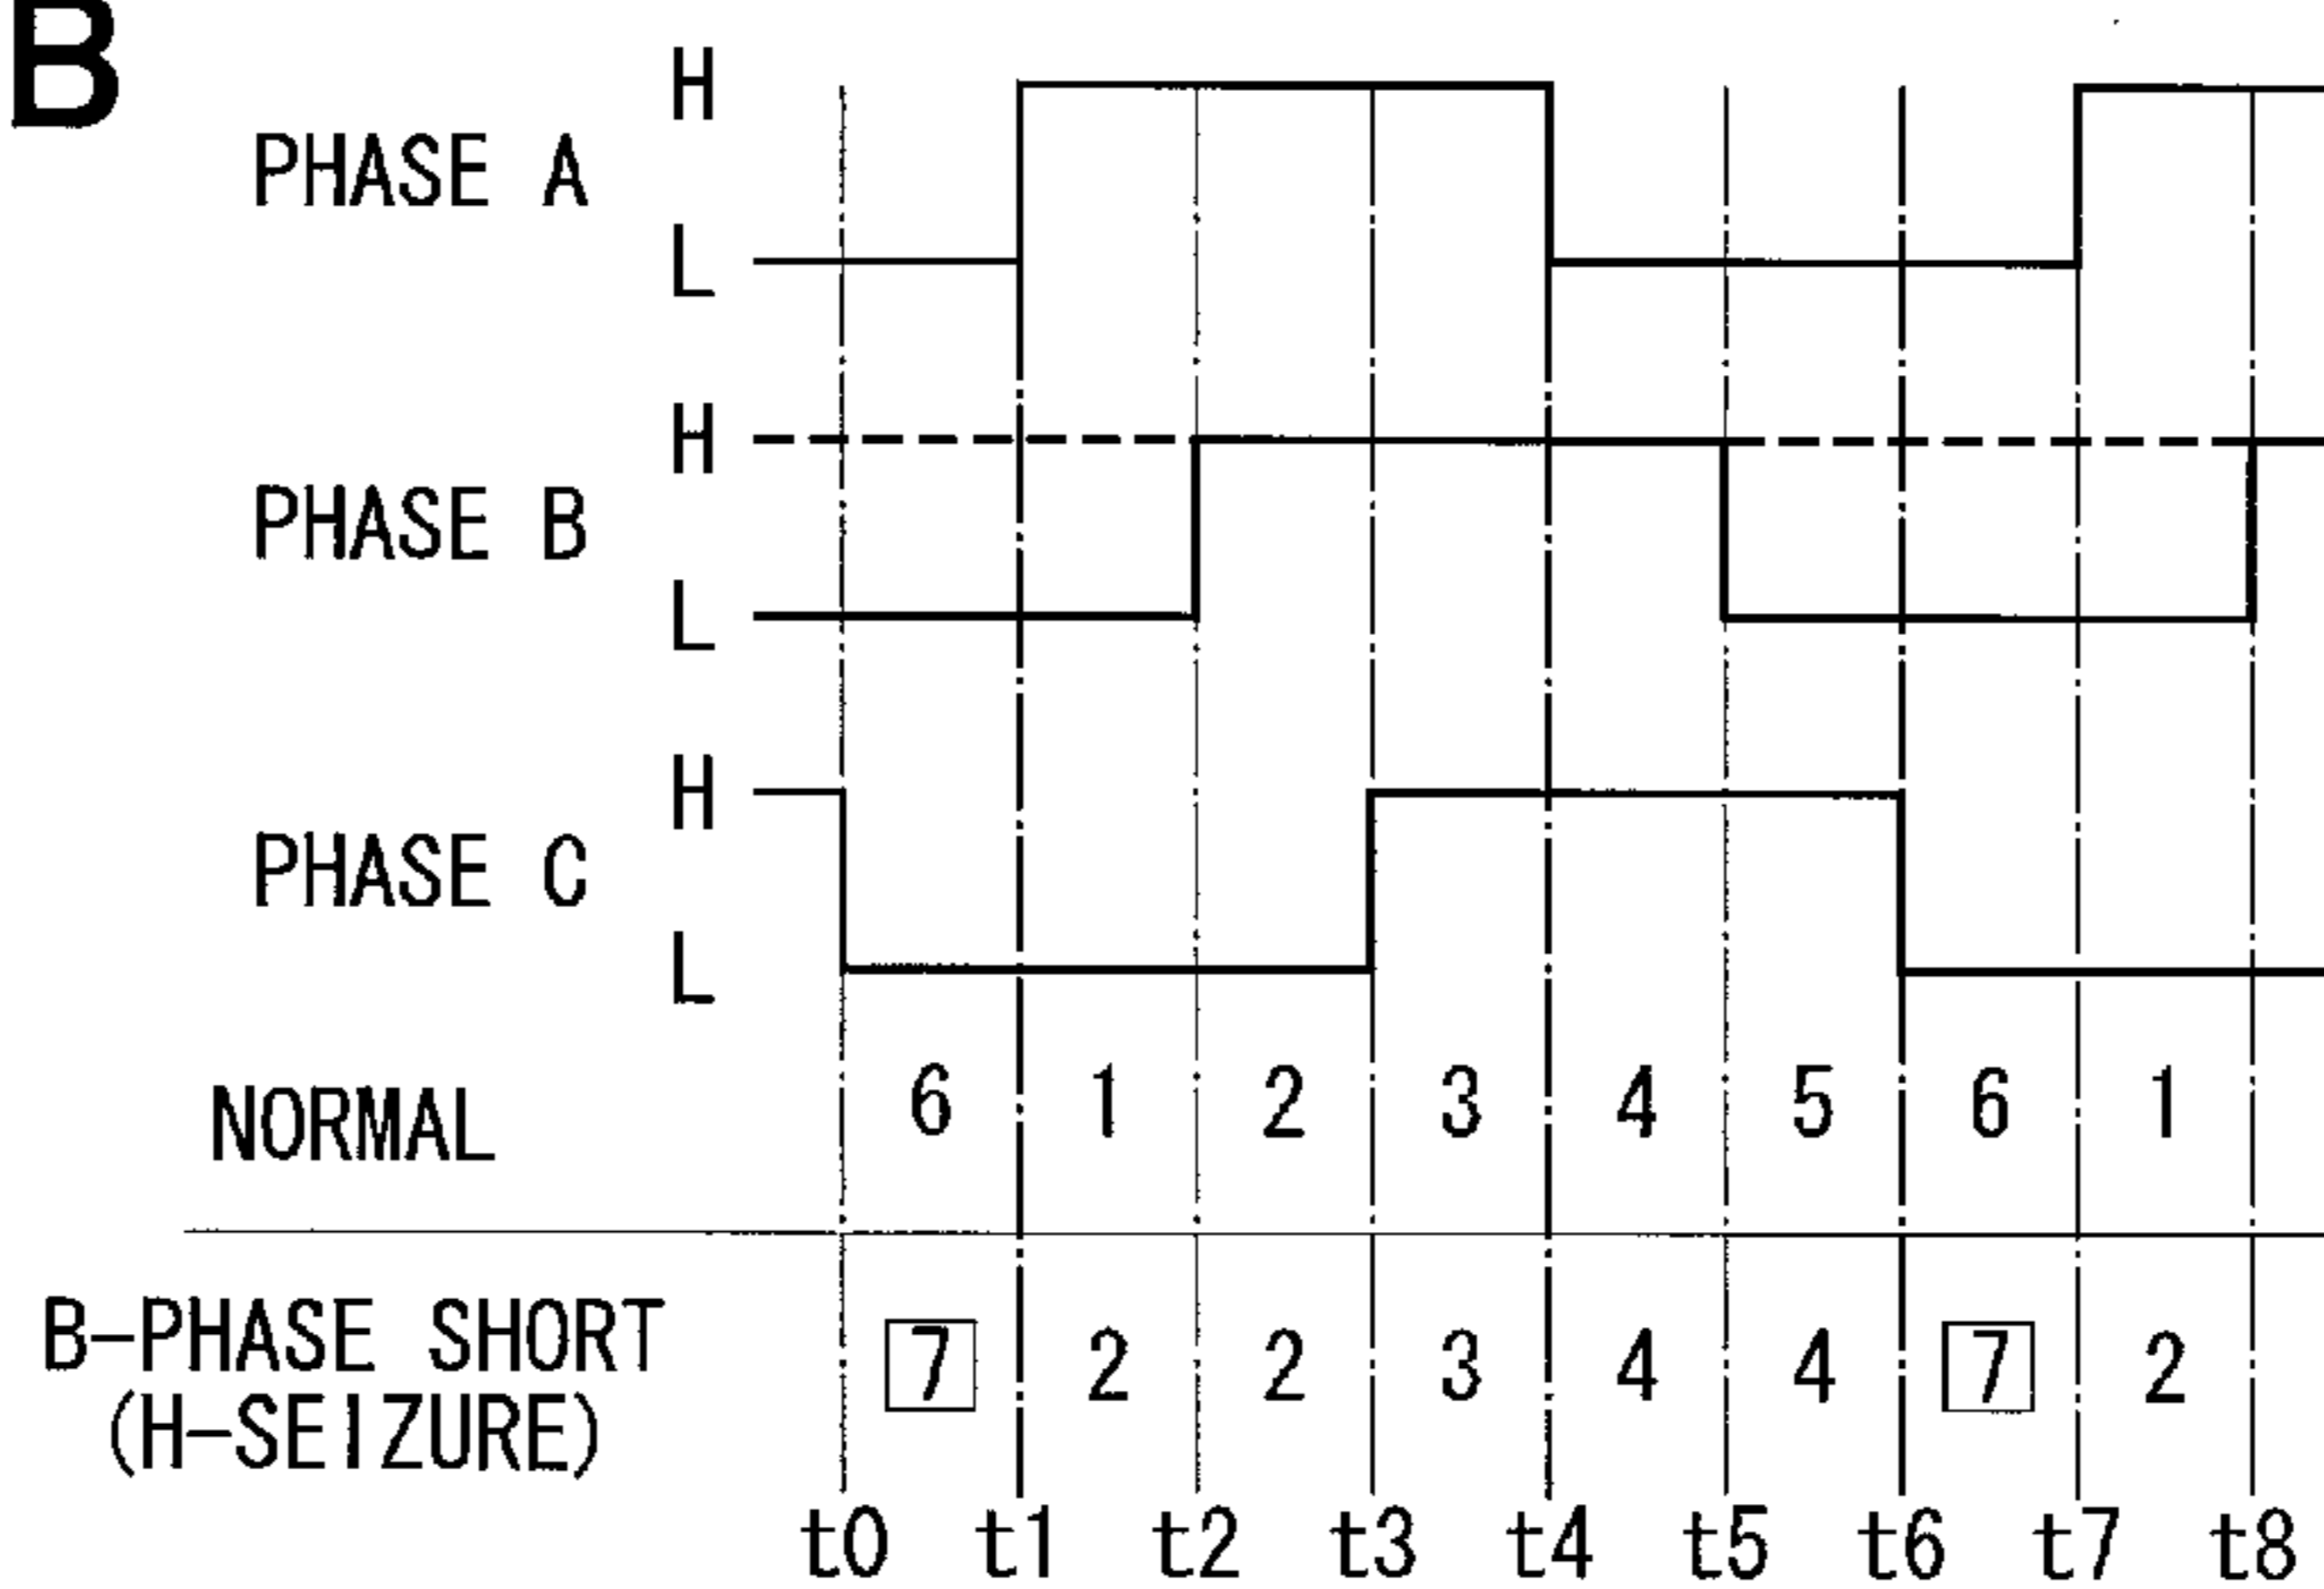 B
H
PHASE A
L
H
PHASE B
L
H
PHASE C
L
NORMAL 6 1 2 3 4 5 6 1
B-PHASE SHORT 7 2 2 3 4 4 7 2
(H-SEIZURE)
t0 t1 t2 t3 t4 t5 t6 t7 t8